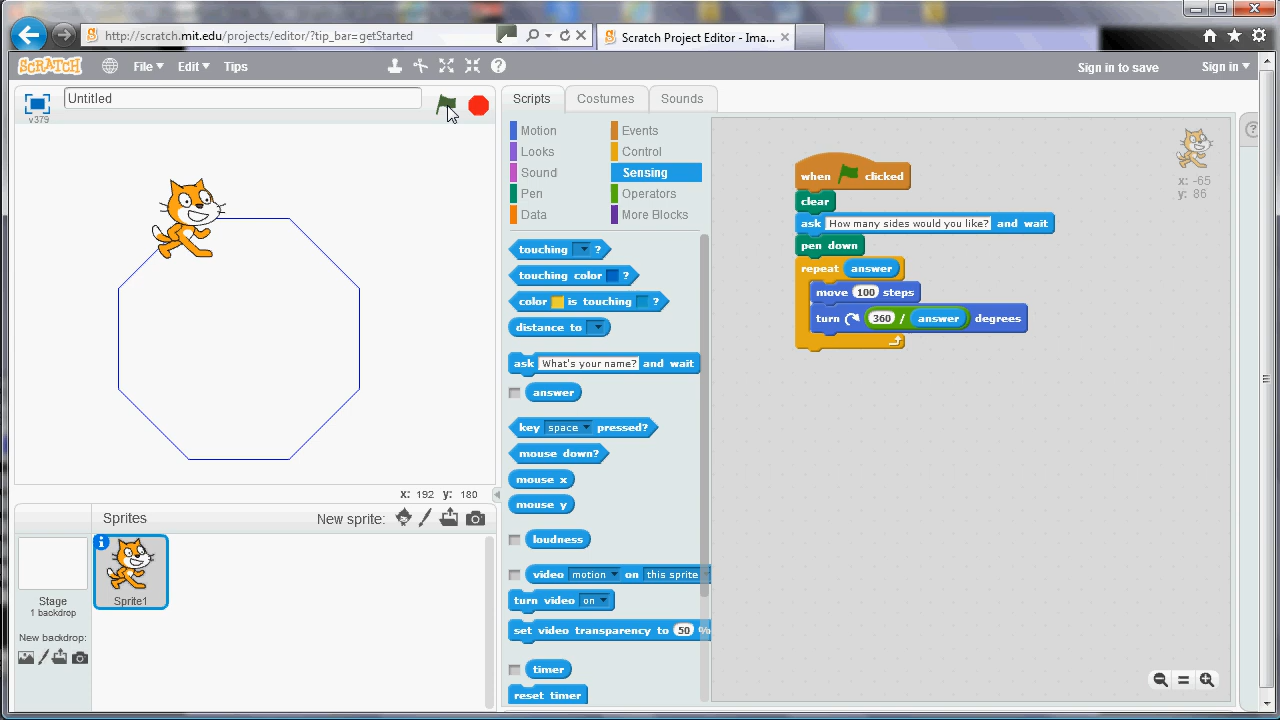 http://scratch.mit.edu/projects/editor/?tip_bar=getStarted
Scratch Project Editor - Ima...
SCRATCH
File
Edit
Tips
Sign in to save
Sign in
v379
Untitled
Scripts
Costumes
Sounds
Motion
Events
Looks
Control
Sound
Sensing
Pen
Operators
Data
More Blocks
touching ?
touching color ?
color is touching ?
distance to
ask What's your name? and wait
answer
key space pressed?
mouse down?
mouse x
mouse y
loudness
video motion on this sprite
turn video on
set video transparency to 50 %
timer
reset timer
when clicked
clear
ask How many sides would you like? and wait
pen down
repeat answer
move 100 steps
turn 360 / answer degrees
x: -65
y: 86
x: 192 y: 180
Sprites
New sprite:
Stage
1 backdrop
New backdrop:
Sprite1